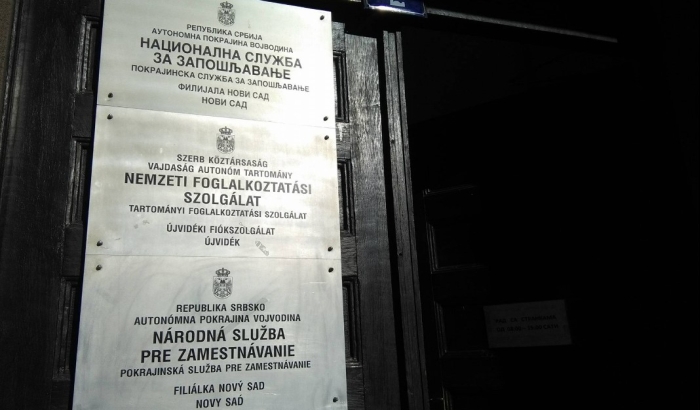 РЕПУБЛИКА СРБИЈА
АУТОНОМНА ПОКРАЈИНА ВОЈВОДИНА
НАЦИОНАЛНА СЛУЖБА
ЗА ЗАПОШЉАВАЊЕ
ПОКРАЈИНСКА СЛУЖБА ЗА ЗАПОШЉАВАЊЕ
ФИЛИЈАЛА НОВИ САД
НОВИ САД
SZERB KÖZTÁRSASÁG
VAJDASÁG AUTONÓM TARTOMÁNY
NEMZETI FOGLALKOZTATÁSI
SZOLGÁLAT
TARTOMÁNYI FOGLALKOZTATÁSI SZOLGÁLAT
ÚJVIDÉKI FIÓKSZOLGÁLAT
ÚJVIDÉK
REPUBLIKA SRBSKO
AUTONÓMNA POKRAJINA VOJVODINA
NÁRODNÁ SLUŽBA
PRE ZAMESTNÁVANIE
POKRAJINSKÁ SLUŽBA PRE ZAMESTNÁVANIE
FILIÁLKA NOVÝ SAD
NOVY SAD